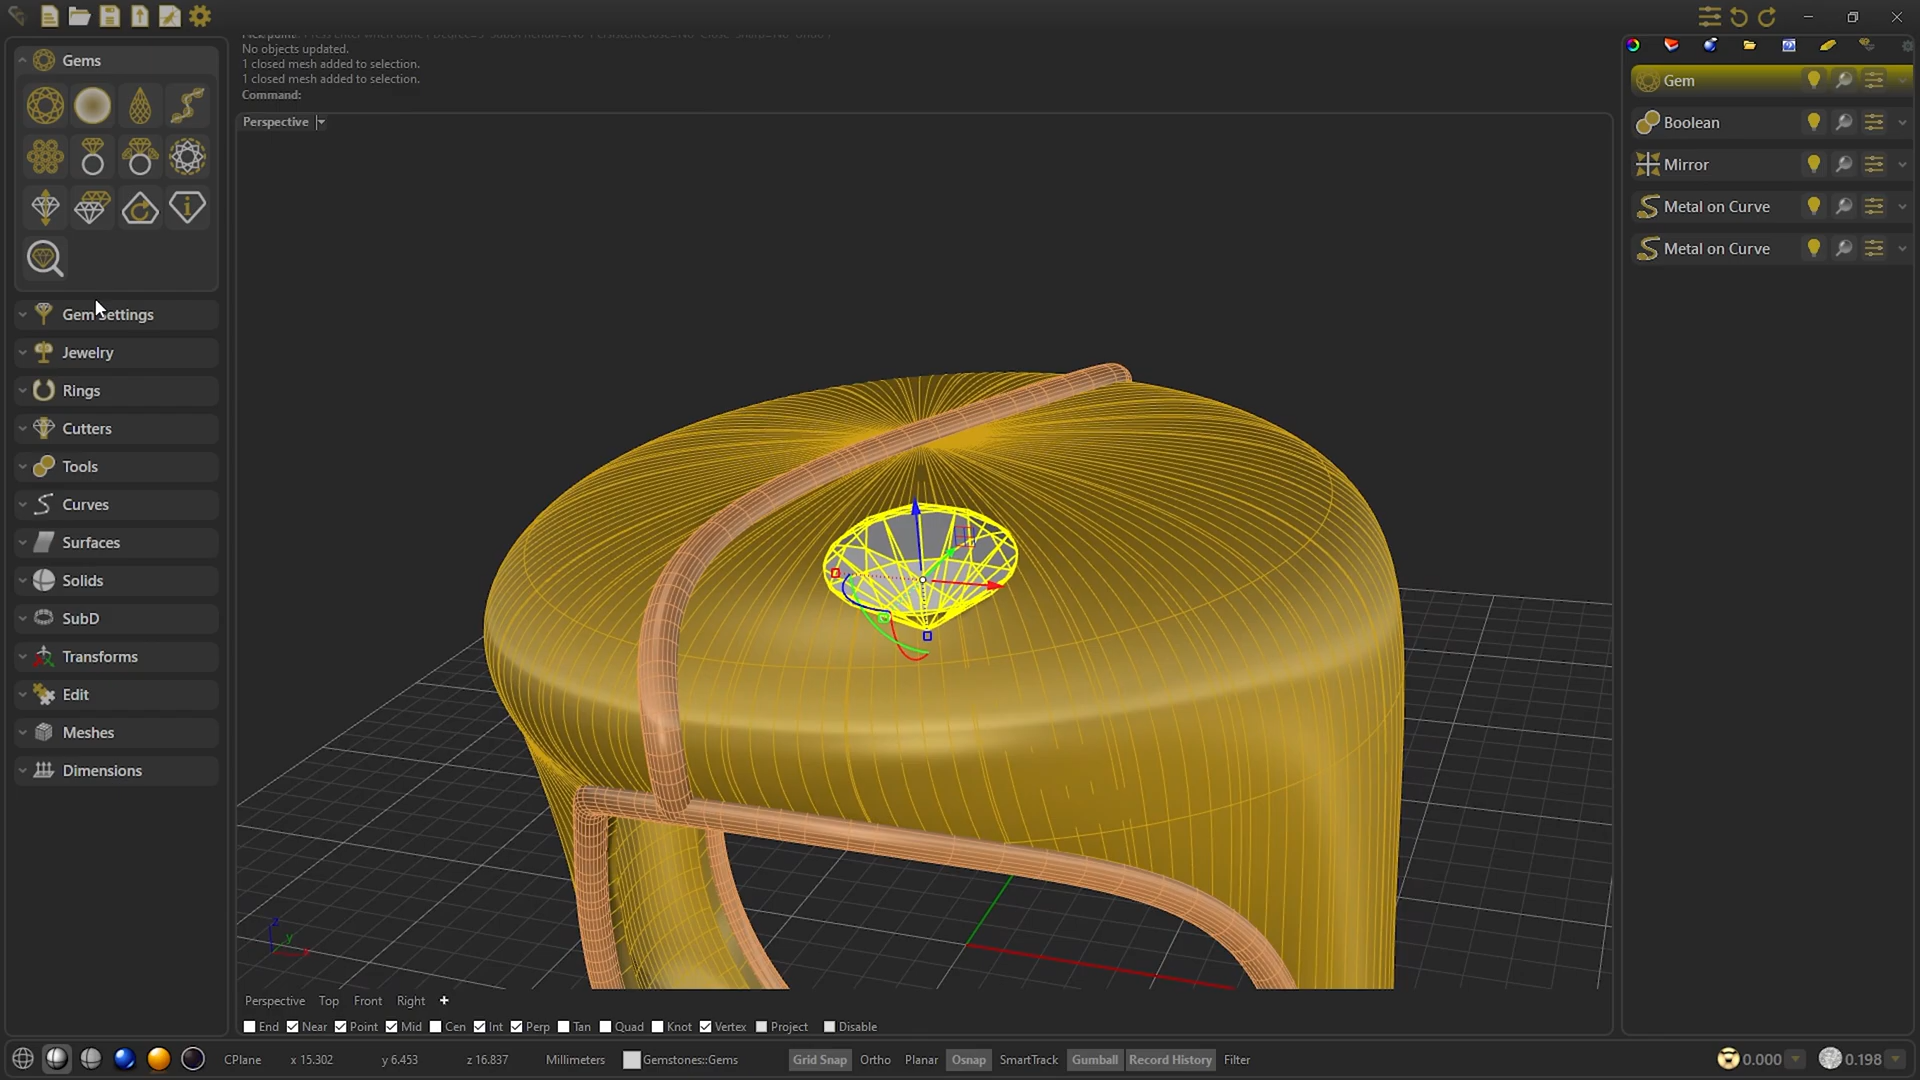 Gems
Gem Settings
Jewelry
Rings
Cutters
Tools
Curves
Surfaces
Solids
SubD
Transforms
Edit
Meshes
Dimensions
No objects updated.
1 closed mesh added to selection.
1 closed mesh added to selection.
Command:
Perspective
z
y
x
Perspective Top Front Right
End Near Point Mid Cen Int Perp Tan Quad Knot Vertex Project Disable
Gem
Boolean
Mirror
Metal on Curve
Metal on Curve
CPlane x 15.302 y 6.453 z 16.837 Millimeters Gemstones::Gems Grid Snap Ortho Planar Osnap SmartTrack Gumball Record History Filter 0.000 0.198